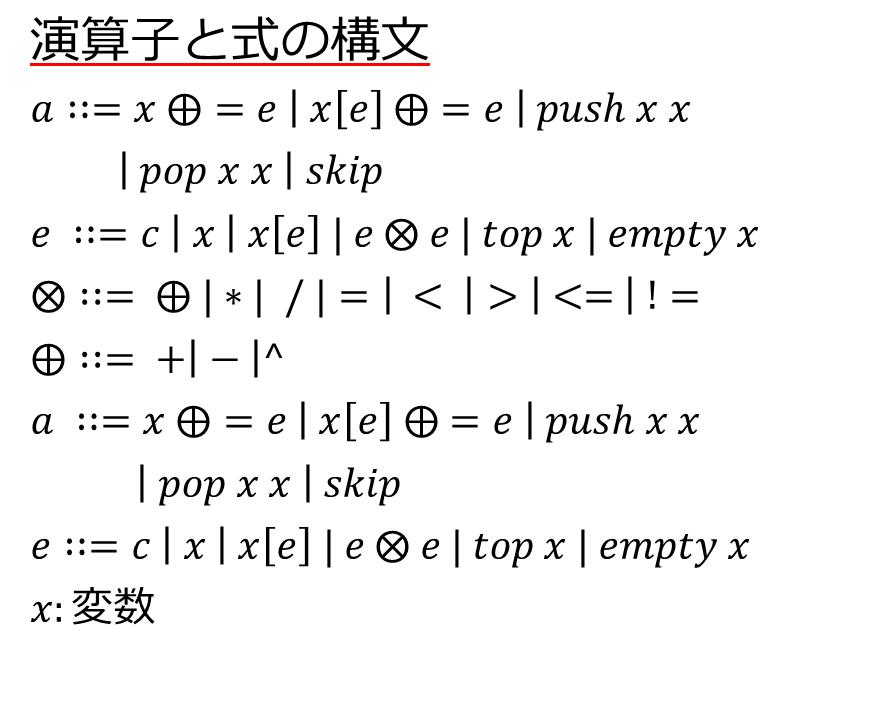 演算子と式の構文
a ::= x ⊕ = e | x[e] ⊕ = e | push x x
| pop x x | skip
e ::= c | x | x[e] | e ⊗ e | top x | empty x
⊗ ::= ⊕ | * | / | = | < | > | <= | ! =
⊕ ::= +| − |^
a ::= x ⊕ = e | x[e] ⊕ = e | push x x
| pop x x | skip
e ::= c | x | x[e] | e ⊗ e | top x | empty x
x: 変数